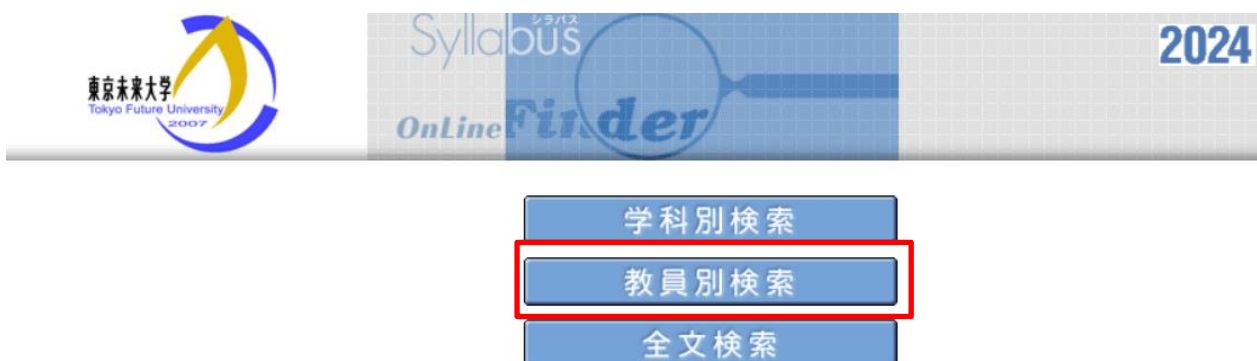 東京未来大学
Tokyo Future University
2007
Syllabus
シラバス
OnLine Finder
2024
学科別検索
教員別検索
全文検索